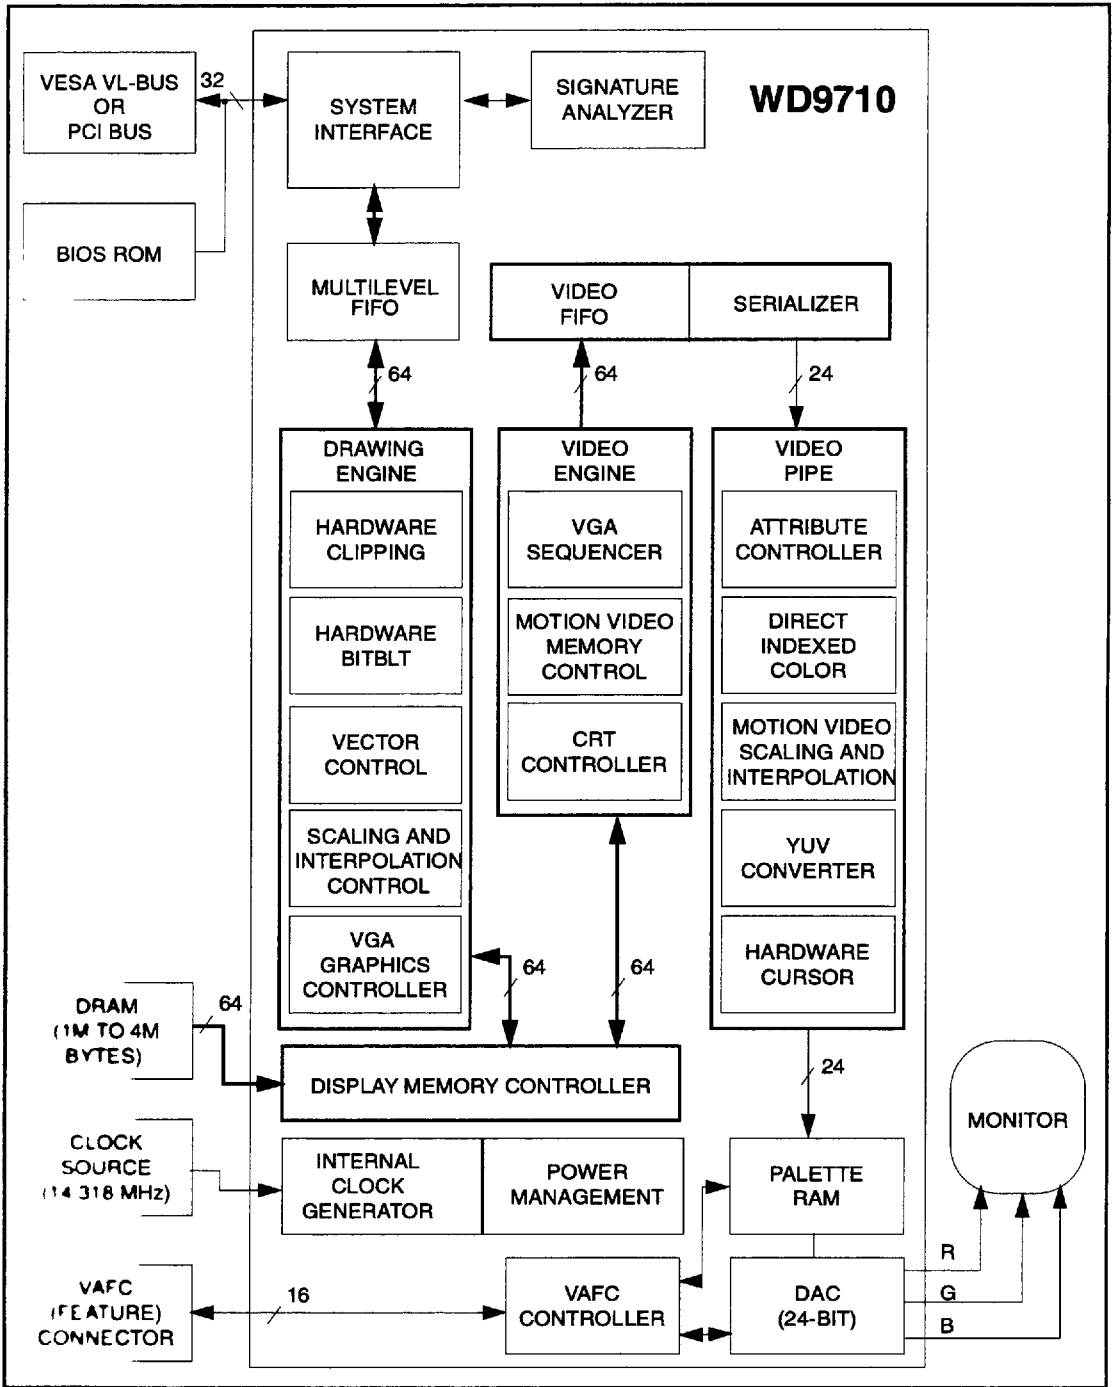 VESA VL-BUS
OR
PCI BUS
32
SYSTEM
INTERFACE
SIGNATURE
ANALYZER
WD9710
BIOS ROM
MULTILEVEL
FIFO
VIDEO
FIFO
SERIALIZER
64
64
24
DRAWING
ENGINE
HARDWARE
CLIPPING
HARDWARE
BITBLT
VECTOR
CONTROL
SCALING AND
INTERPOLATION
CONTROL
VGA
GRAPHICS
CONTROLLER
VIDEO
ENGINE
VGA
SEQUENCER
MOTION VIDEO
MEMORY
CONTROL
CRT
CONTROLLER
VIDEO
PIPE
ATTRIBUTE
CONTROLLER
DIRECT
INDEXED
COLOR
MOTION VIDEO
SCALING AND
INTERPOLATION
YUV
CONVERTER
HARDWARE
CURSOR
64
64
DRAM
(1M TO 4M
BYTES)
64
DISPLAY MEMORY CONTROLLER
24
MONITOR
CLOCK
SOURCE
(14 318 MHz)
INTERNAL
CLOCK
GENERATOR
POWER
MANAGEMENT
PALETTE
RAM
VAFC
(FEATURE)
CONNECTOR
16
VAFC
CONTROLLER
DAC
(24-BIT)
R
G
B